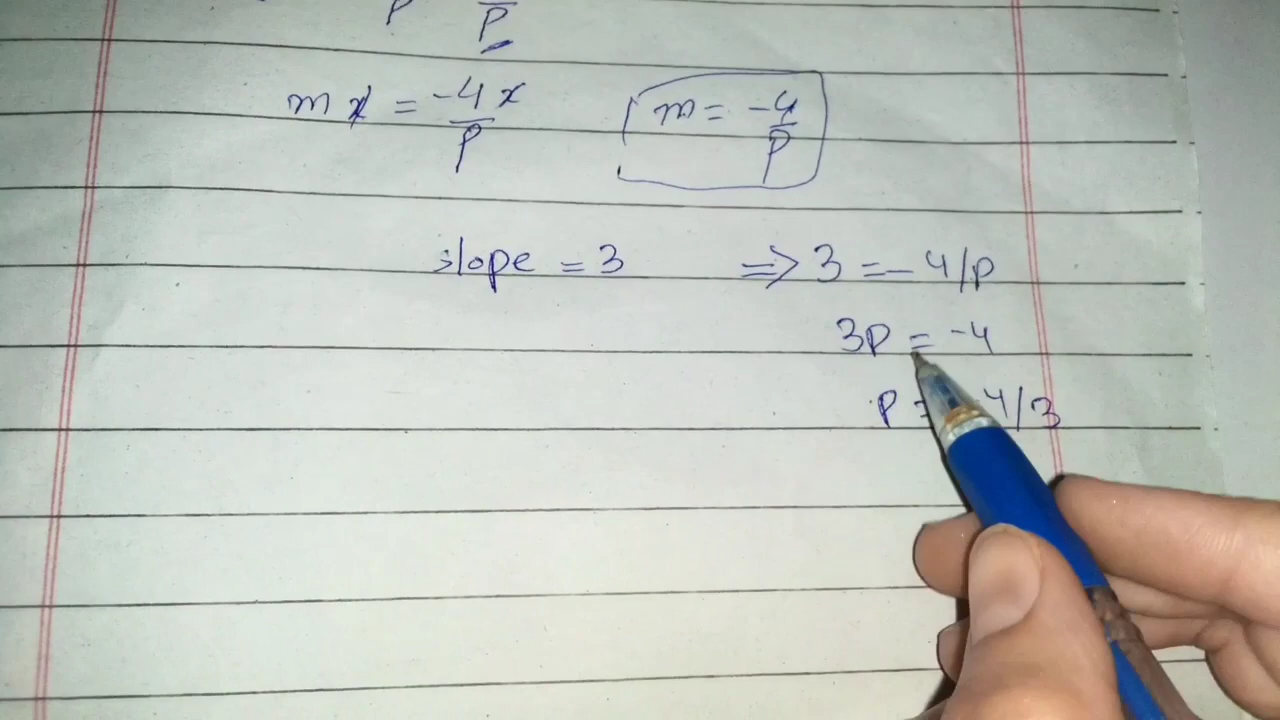 P P
mx = -4x/P m = -4/P
slope = 3 => 3 = -4/p
3P = -4
P = 4/3